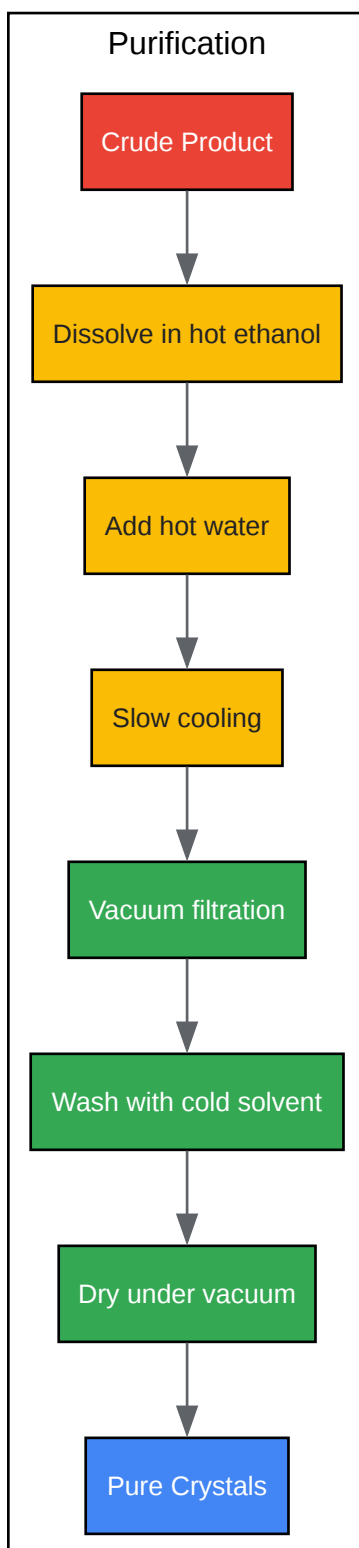 Purification
Crude Product
Dissolve in hot ethanol
Add hot water
Slow cooling
Vacuum filtration
Wash with cold solvent
Dry under vacuum
Pure Crystals